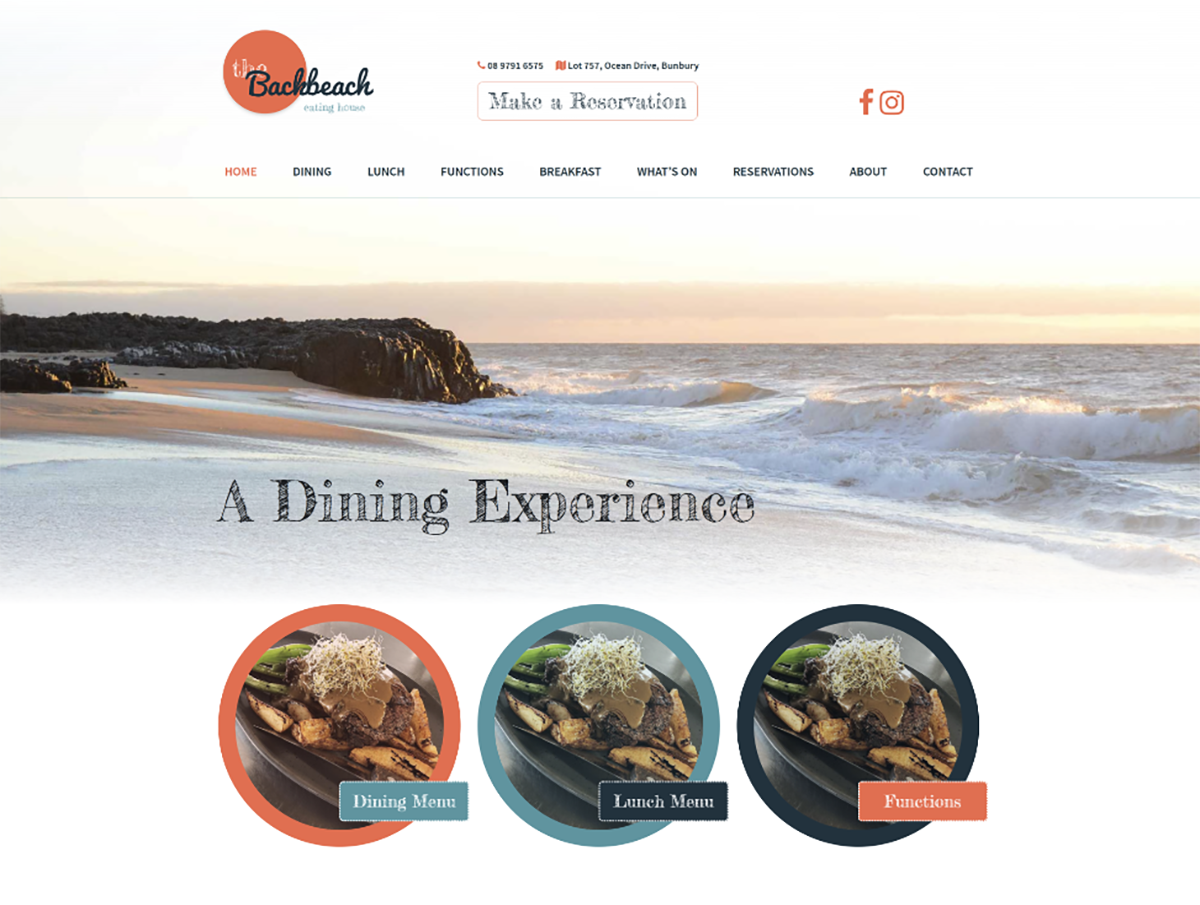 the
Backbeach
eating house
08 9791 6575 Lot 757, Ocean Drive, Bunbury
Make a Reservation
HOME DINING LUNCH FUNCTIONS BREAKFAST WHAT'S ON RESERVATIONS ABOUT CONTACT
A Dining Experience
Dining Menu Lunch Menu Functions